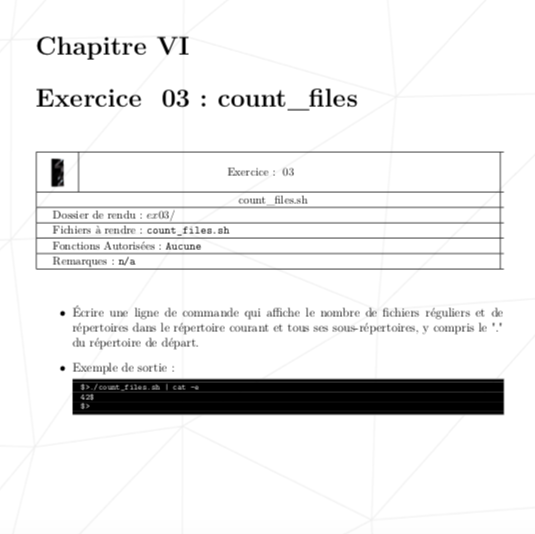 Chapitre VI
Exercice 03 : count_files
Exercice : 03
count_files.sh
Dossier de rendu : ex03/
Fichiers à rendre : count_files.sh
Fonctions Autorisées : Aucune
Remarques : n/a
• Écrire une ligne de commande qui affiche le nombre de fichiers réguliers et de
répertoires dans le répertoire courant et tous ses sous-répertoires, y compris le "."
du répertoire de départ.
• Exemple de sortie :
$>./count_files.sh | cat -e
42$
$>